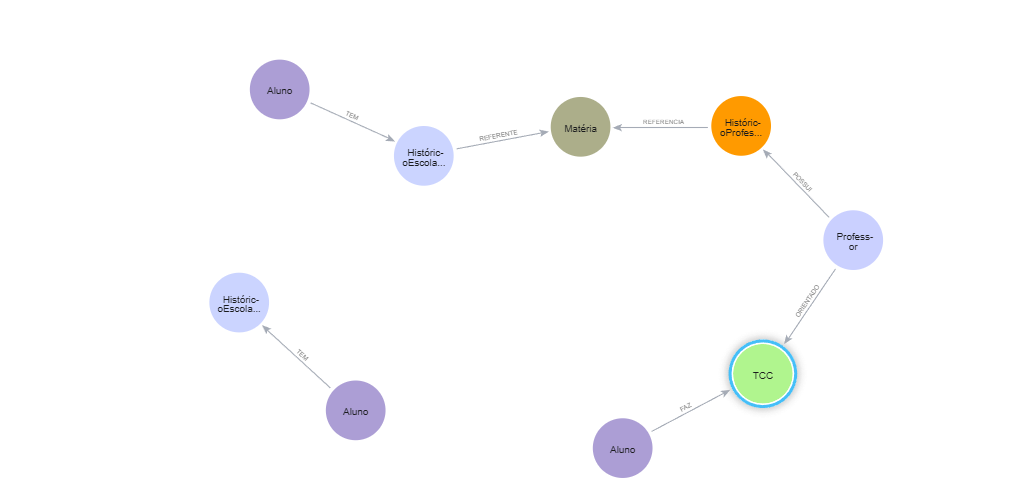 Aluno
TEM
Históric-
oEscola...
REFERENTE
Matéria
REFERENCIA
Históric-
oProfes...
POSSUI
Profess-
or
ORIENTADO
TCC
FAZ
Aluno
Históric-
oEscola...
TEM
Aluno